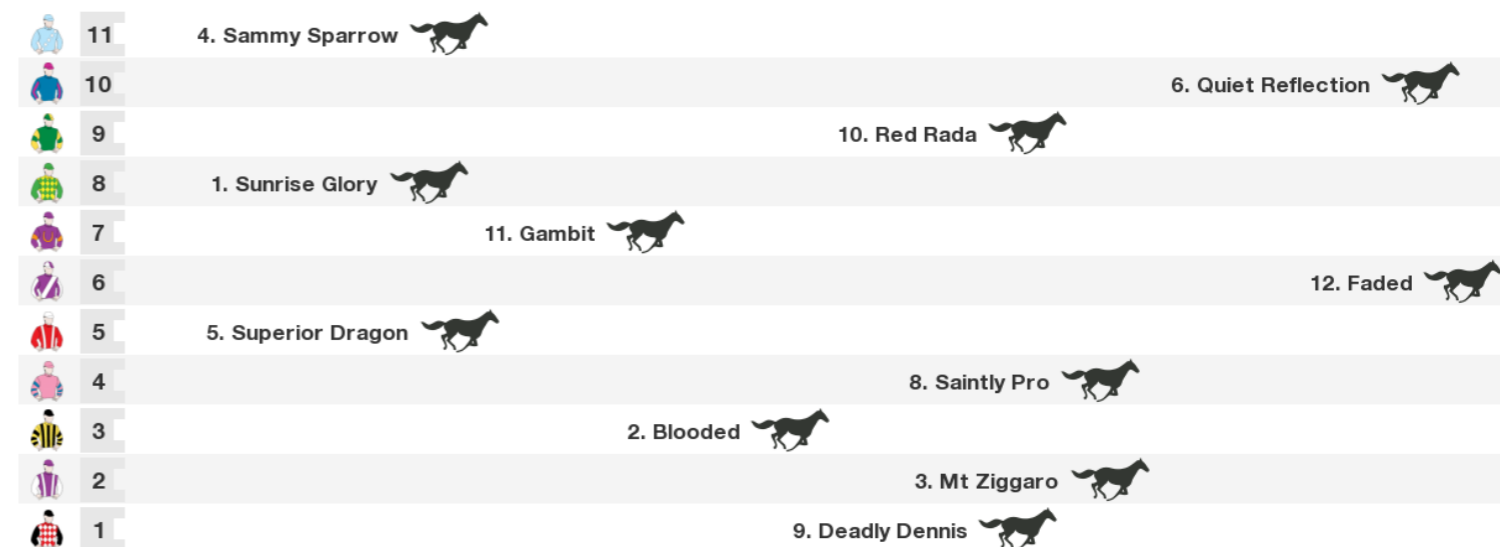 11 4. Sammy Sparrow
10 6. Quiet Reflection
9 10. Red Rada
8 1. Sunrise Glory
7 11. Gambit
6 12. Faded
5 5. Superior Dragon
4 8. Saintly Pro
3 2. Blooded
2 3. Mt Ziggaro
1 9. Deadly Dennis